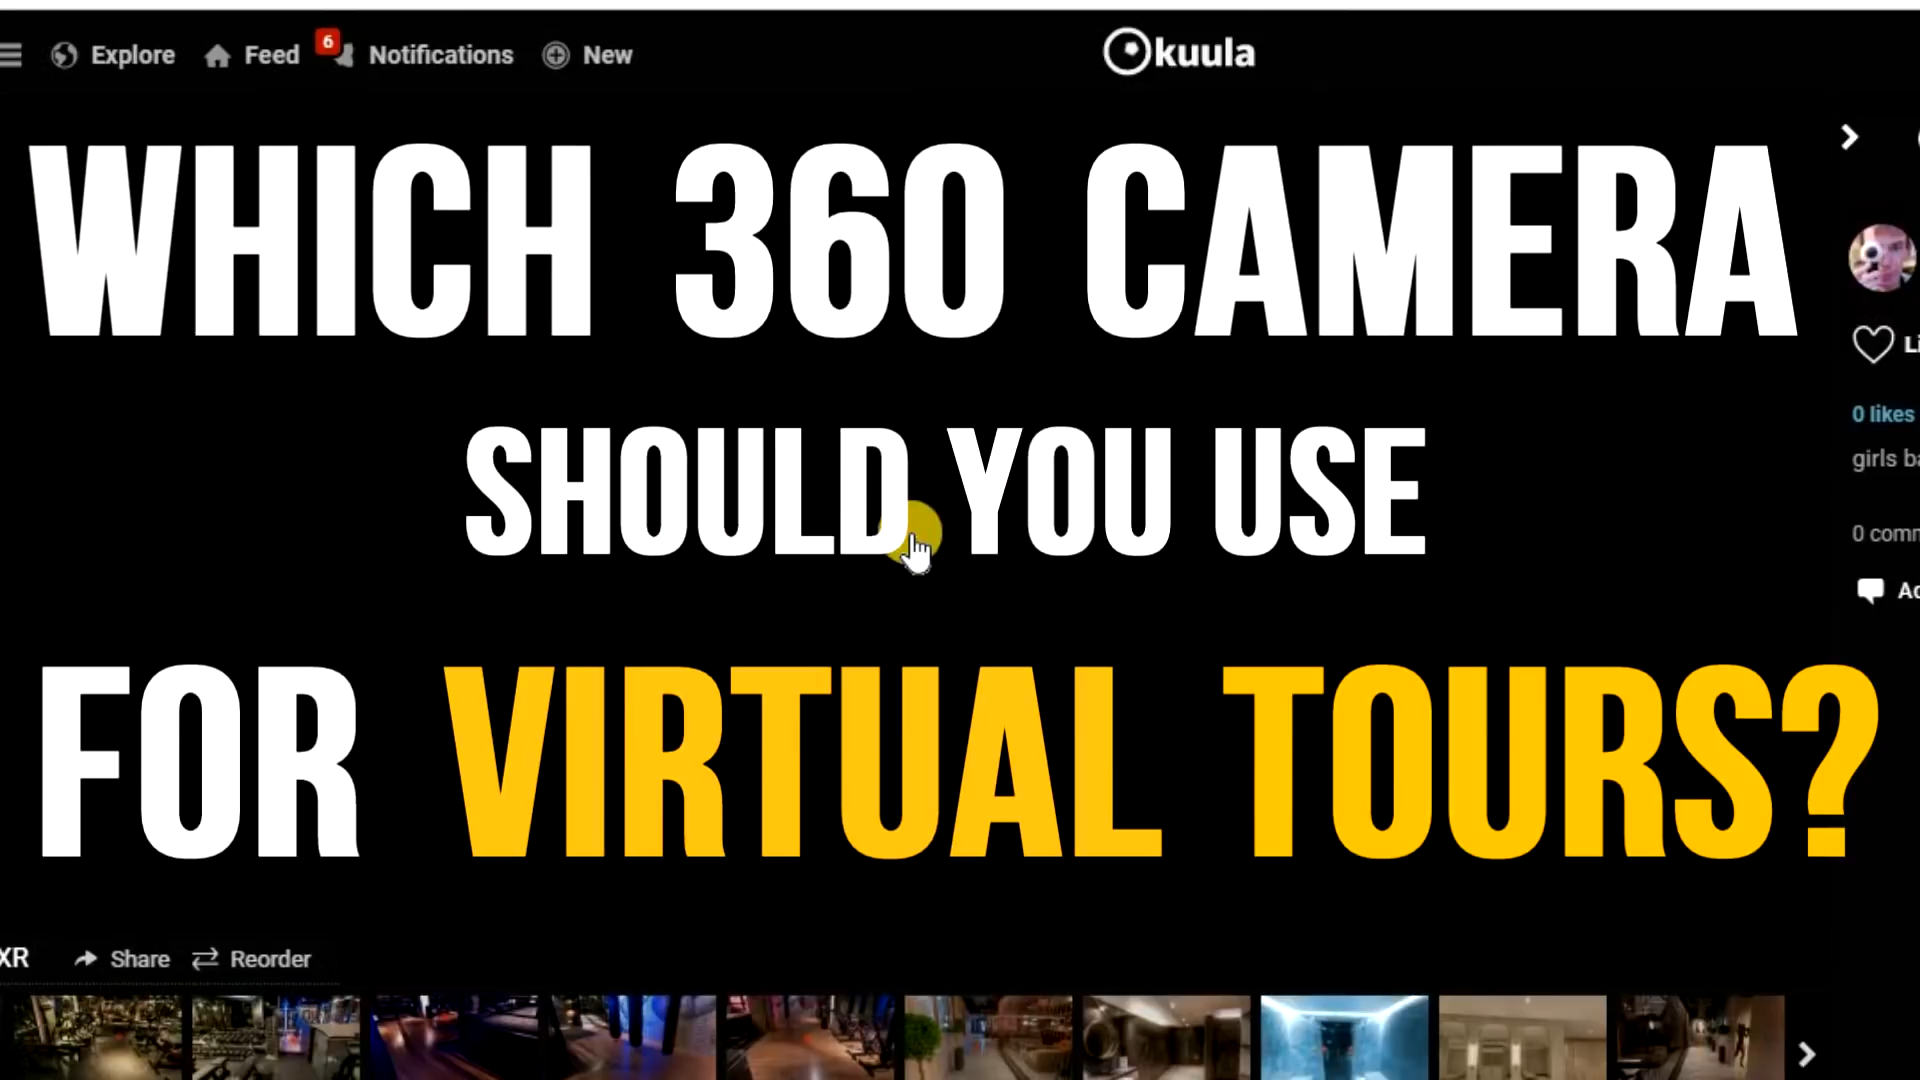 Explore Feed 6 Notifications New kuula
WHICH 360 CAMERA
0 likes
SHOULD YOU USE
girls
0
FOR VIRTUAL TOURS?
XR Share Reorder